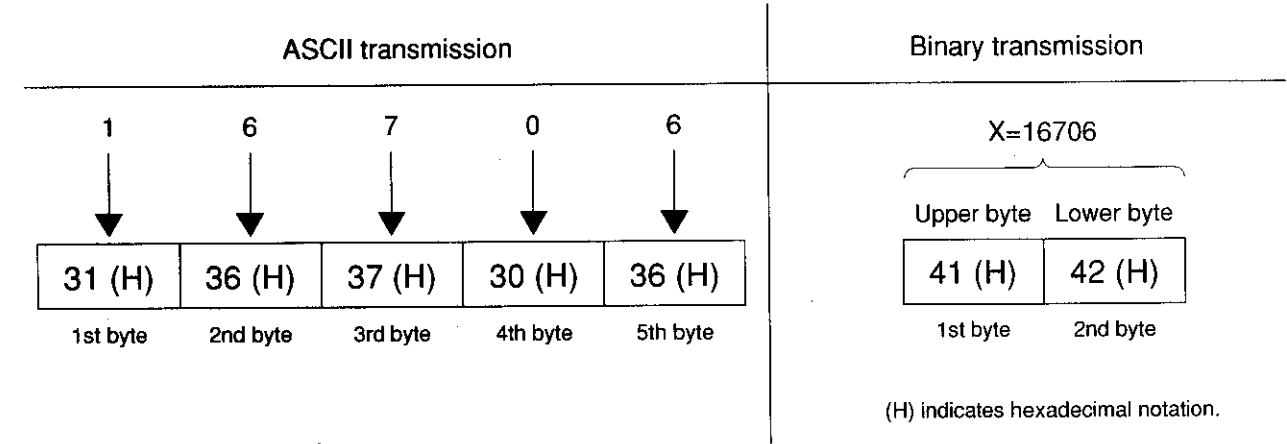 ASCII transmission
1 6 7 0 6
31 (H) 36 (H) 37 (H) 30 (H) 36 (H)
1st byte 2nd byte 3rd byte 4th byte 5th byte
Binary transmission
X=16706
Upper byte Lower byte
41 (H) 42 (H)
1st byte 2nd byte
(H) indicates hexadecimal notation.